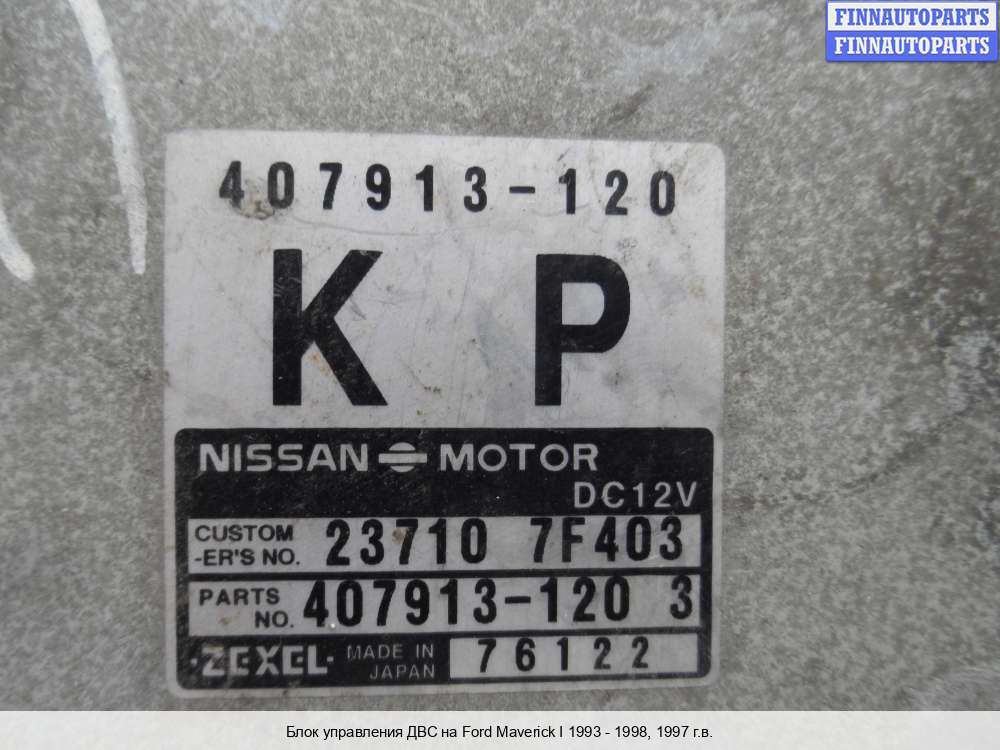 FINNAUTOPARTS
FINNAUTOPARTS
407913-120
K P
NISSAN MOTOR
DC12V
CUSTOM
-ER'S NO. 23710 7F403
PARTS
NO. 407913-120 3
·ZEXEL· MADE IN
JAPAN 76122
Блок управления ДВС на Ford Maverick I 1993 - 1998, 1997 г.в.